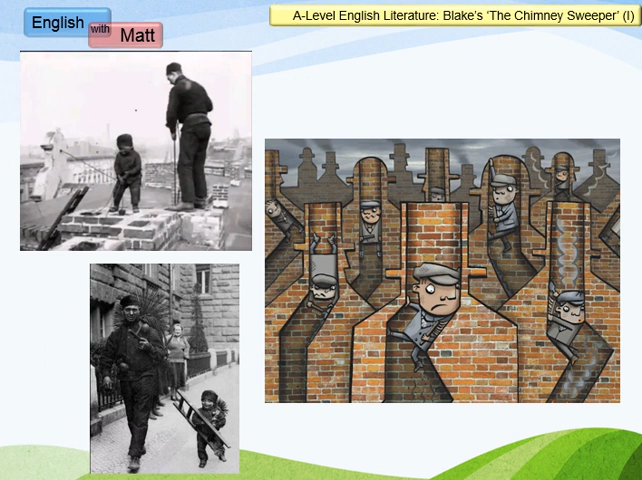 English
with
Matt
A-Level English Literature: Blake's ‘The Chimney Sweeper’ (I)